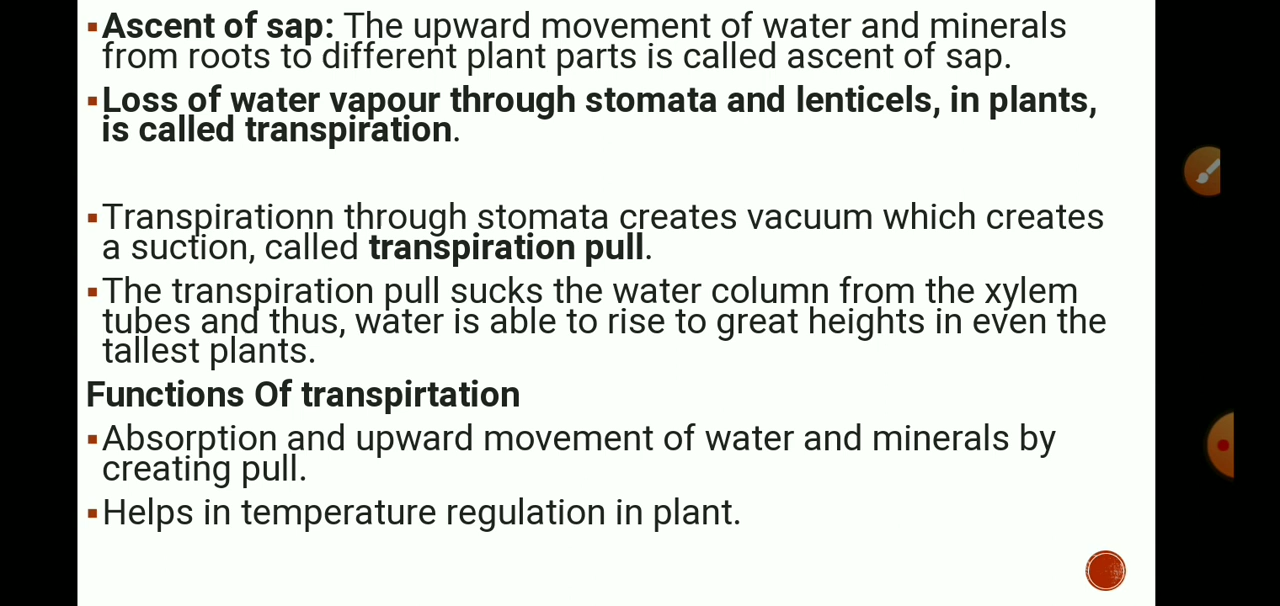 ▪Ascent of sap: The upward movement of water and minerals
from roots to different plant parts is called ascent of sap.
▪Loss of water vapour through stomata and lenticels, in plants,
is called transpiration.
▪Transpirationn through stomata creates vacuum which creates
a suction, called transpiration pull.
▪The transpiration pull sucks the water column from the xylem
tubes and thus, water is able to rise to great heights in even the
tallest plants.
Functions Of transpirtation
▪Absorption and upward movement of water and minerals by
creating pull.
▪Helps in temperature regulation in plant.